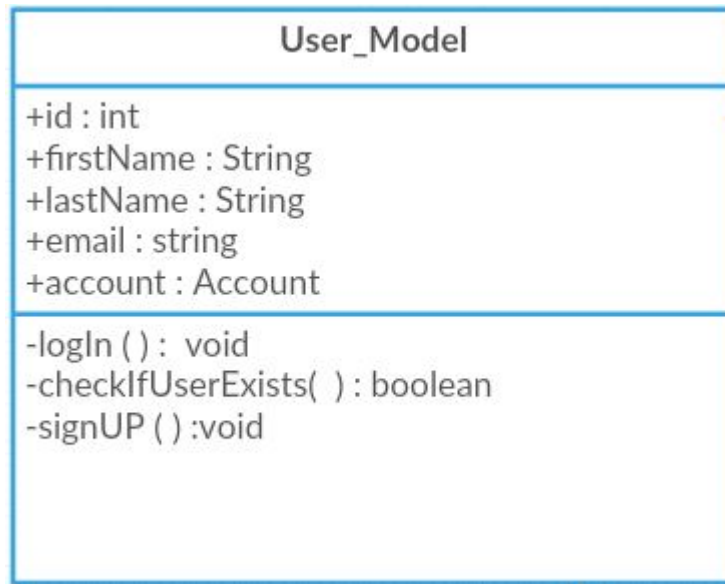 User_Model
+id : int
+firstName : String
+lastName : String
+email : string
+account : Account
-logIn ( ) :  void
-checkIfUserExists(  ) : boolean
-signUP ( ) :void